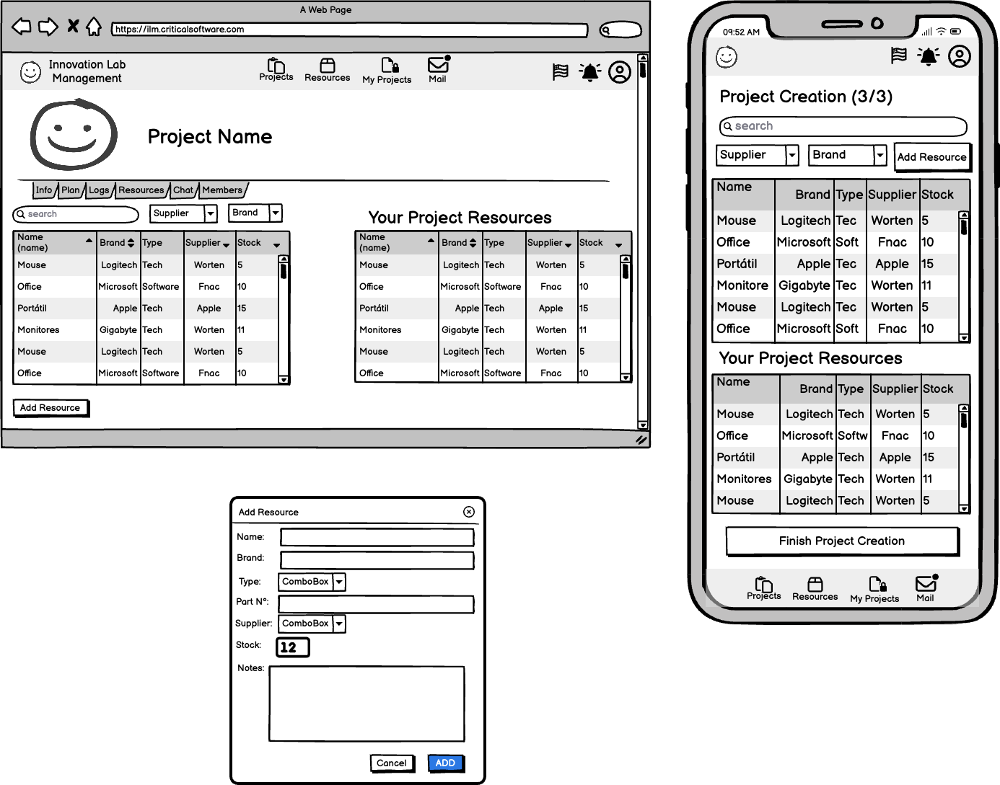 A Web Page
https://ilm.criticalsoftware.com
Innovation Lab
Management
Projects Resources My Projects Mail
Project Name
Info Plan Logs Resources Chat Members
search Supplier Brand
Name
(name) Brand Type Supplier Stock
Mouse Logitech Tech Worten 5
Office Microsoft Software Fnac 10
Portátil Apple Tech Apple 15
Monitores Gigabyte Tech Worten 11
Mouse Logitech Tech Worten 5
Office Microsoft Software Fnac 10
Add Resource
Your Project Resources
Name
(name) Brand Type Supplier Stock
Mouse Logitech Tech Worten 5
Office Microsoft Software Fnac 10
Portátil Apple Tech Apple 15
Monitores Gigabyte Tech Worten 11
Mouse Logitech Tech Worten 5
Office Microsoft Software Fnac 10
09:52 AM
Project Creation (3/3)
search
Supplier Brand Add Resource
Name Brand Type Supplier Stock
Mouse Logitech Tec Worten 5
Office Microsoft Soft Fnac 10
Portátil Apple Tec Apple 15
Monitore Gigabyte Tec Worten 11
Mouse Logitech Tec Worten 5
Office Microsoft Soft Fnac 10
Your Project Resources
Name Brand Type Supplier Stock
Mouse Logitech Tech Worten 5
Office Microsoft Softw Fnac 10
Portátil Apple Tech Apple 15
Monitores Gigabyte Tech Worten 11
Mouse Logitech Tech Worten 5
Finish Project Creation
Projects Resources My Projects Mail
Add Resource
Name:
Brand:
Type: ComboBox
Part Nº:
Supplier: ComboBox
Stock: 12
Notes:
Cancel ADD